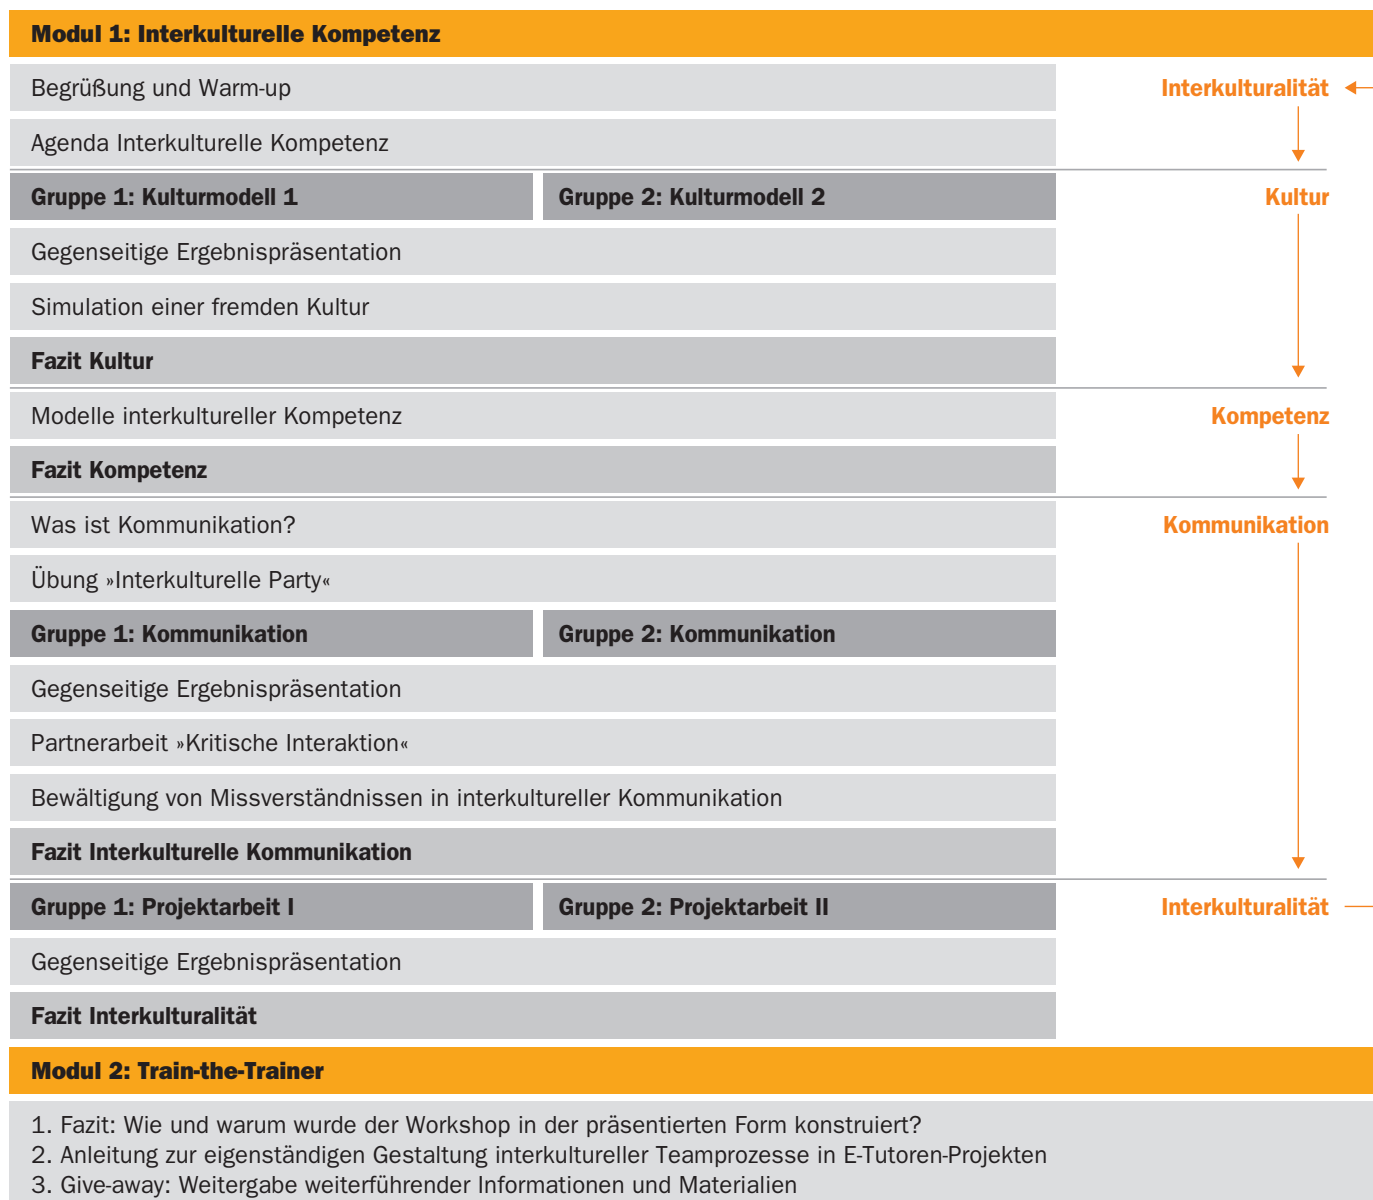 Modul 1: Interkulturelle Kompetenz
Begrüßung und Warm-up
Interkulturalität
Agenda Interkulturelle Kompetenz
Gruppe 1: Kulturmodell 1
Gruppe 2: Kulturmodell 2
Kultur
Gegenseitige Ergebnispräsentation
Simulation einer fremden Kultur
Fazit Kultur
Modelle interkultureller Kompetenz
Kompetenz
Fazit Kompetenz
Was ist Kommunikation?
Kommunikation
Übung »Interkulturelle Party«
Gruppe 1: Kommunikation
Gruppe 2: Kommunikation
Gegenseitige Ergebnispräsentation
Partnerarbeit »Kritische Interaktion«
Bewältigung von Missverständnissen in interkultureller Kommunikation
Fazit Interkulturelle Kommunikation
Gruppe 1: Projektarbeit I
Gruppe 2: Projektarbeit II
Interkulturalität
Gegenseitige Ergebnispräsentation
Fazit Interkulturalität
Modul 2: Train-the-Trainer
1. Fazit: Wie und warum wurde der Workshop in der präsentierten Form konstruiert?
2. Anleitung zur eigenständigen Gestaltung interkultureller Teamprozesse in E-Tutoren-Projekten
3. Give-away: Weitergabe weiterführender Informationen und Materialien